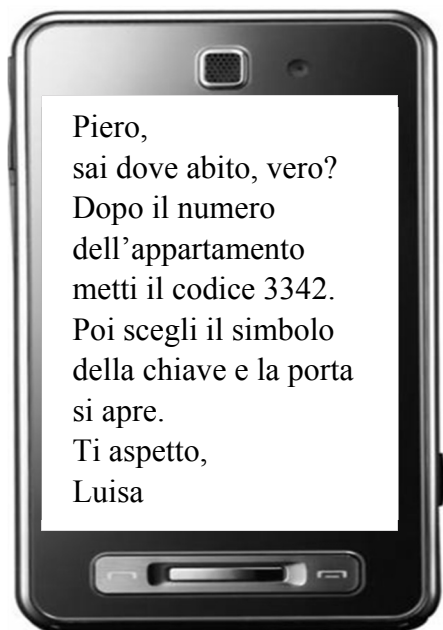 Piero,
sai dove abito, vero?
Dopo il numero
dell’appartamento
metti il codice 3342.
Poi scegli il simbolo
della chiave e la porta
si apre.
Ti aspetto,
Luisa